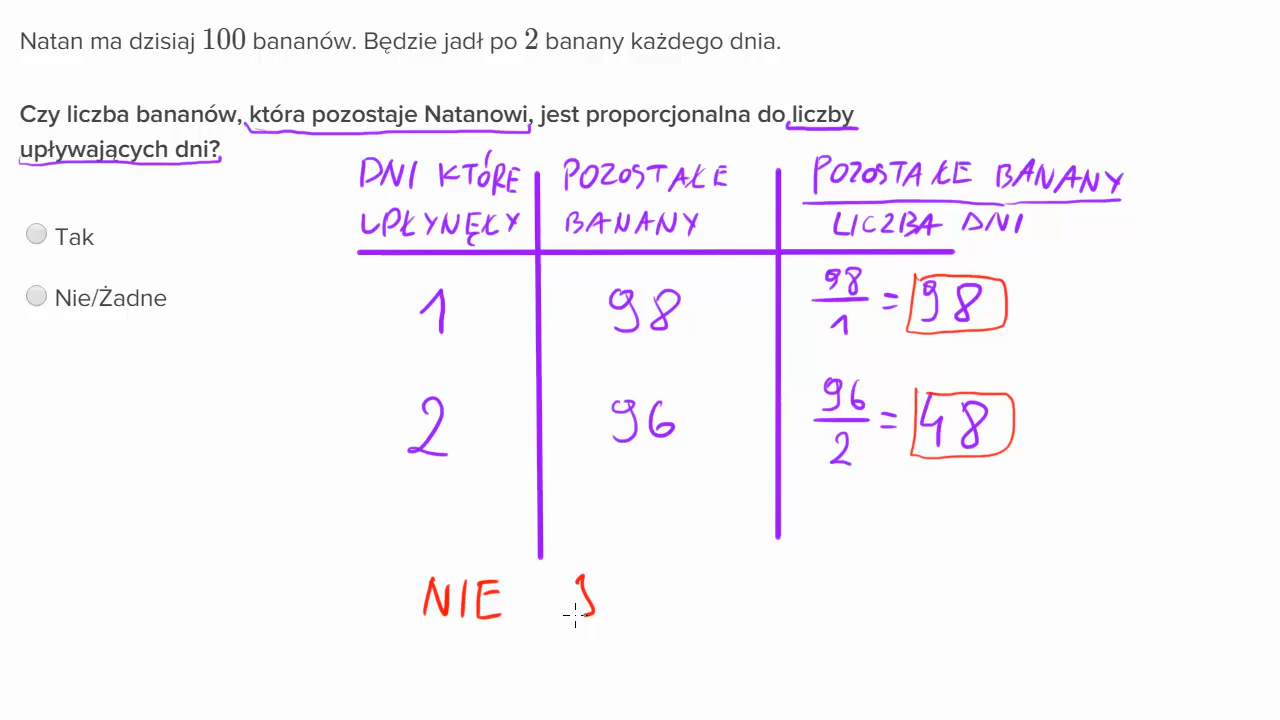 Natan ma dzisiaj 100 bananów. Będzie jadł po 2 banany każdego dnia.
Czy liczba bananów, która pozostaje Natanowi, jest proporcjonalna do liczby
upływających dni?
Tak
Nie/Żadne
DNI KTÓRE UPŁYNĘŁY
POZOSTAŁE BANANY
POZOSTAŁE BANANY
LICZBA DNI
1
98
98/1 = 98
2
96
96/2 = 48
NIE J